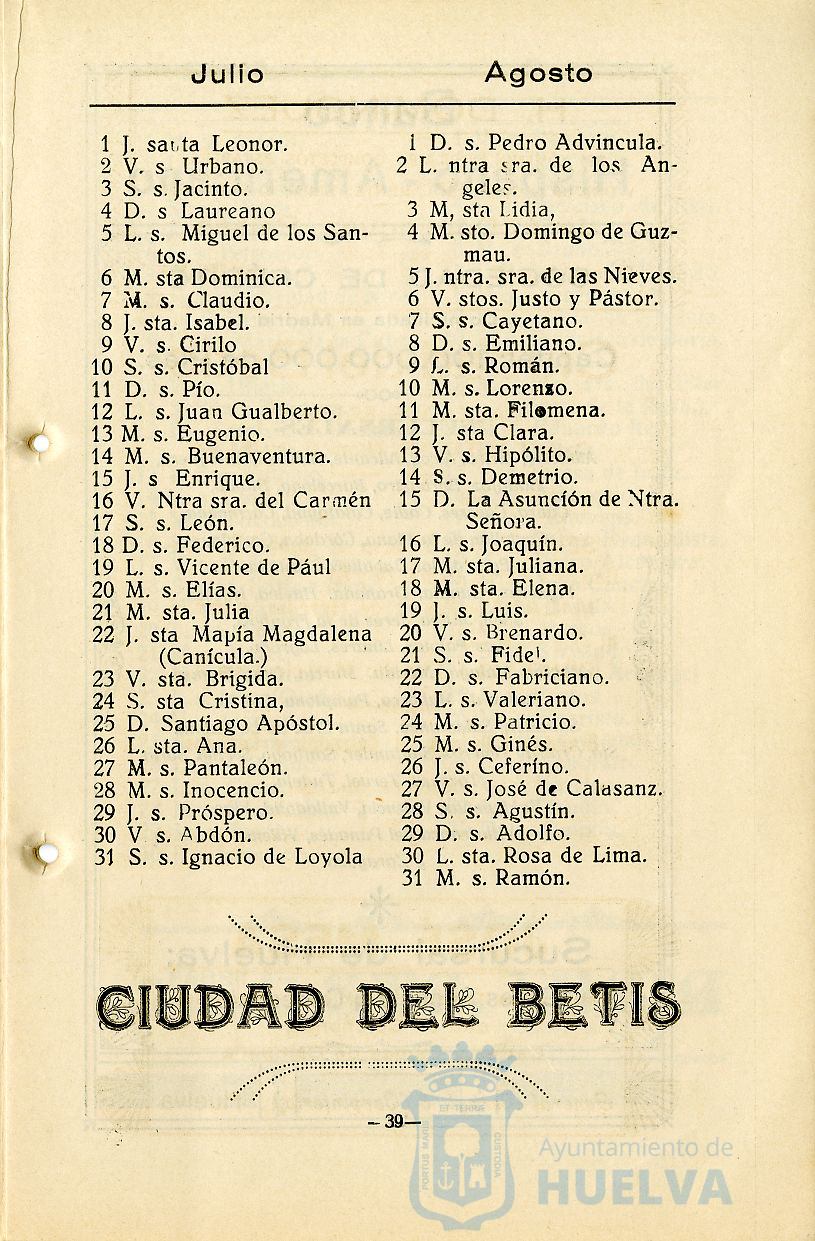 Julio
1 J. santa Leonor.
2 V. s Urbano.
3 S. s. Jacinto.
4 D. s Laureano
5 L. s. Miguel de los San-
tos.
6 M. sta Dominica.
7 M. s. Claudio.
8 J. sta. Isabel.
9 V. s. Cirilo
10 S. s. Cristóbal
11 D. s. Pío.
12 L. s. Juan Gualberto.
13 M. s. Eugenio.
14 M. s. Buenaventura.
15 J. s Enrique.
16 V. Ntra sra. del Carmén
17 S. s. León.
18 D. s. Federico.
19 L. s. Vicente de Pául
20 M. s. Elías.
21 M. sta. Julia
22 J. sta Mapía Magdalena
(Canícula.)
23 V. sta. Brigida.
24 S. sta Cristina,
25 D. Santiago Apóstol.
26 L. sta. Ana.
27 M. s. Pantaleón.
28 M. s. Inocencio.
29 J. s. Próspero.
30 V s. Abdón.
31 S. s. Ignacio de Loyola
Agosto
1 D. s. Pedro Advincula.
2 L. ntra sra. de los An-
geles.
3 M, sta Lidia,
4 M. sto. Domingo de Guz-
mau.
5 J. ntra. sra. de las Nieves.
6 V. stos. Justo y Pástor.
7 S. s. Cayetano.
8 D. s. Emiliano.
9 L. s. Román.
10 M. s. Lorenzo.
11 M. sta. Filomena.
12 J. sta Clara.
13 V. s. Hipólito.
14 S. s. Demetrio.
15 D. La Asuncíón de Ntra.
Señora.
16 L. s. Joaquín.
17 M. sta. Juliana.
18 M. sta. Elena.
19 J. s. Luis.
20 V. s. Brenardo.
21 S. s. Fidel.
22 D. s. Fabriciano.
23 L. s. Valeriano.
24 M. s. Patricio.
25 M. s. Ginés.
26 J. s. Ceferíno.
27 V. s. José de Calasanz.
28 S. s. Agustín.
29 D. s. Adolfo.
30 L. sta. Rosa de Lima.
31 M. s. Ramón.
CIUDAD DEL BETIS
—39—
PORTUS MARIS ET TERRÆ CUSTODIA
Ayuntamiento de
HUELVA